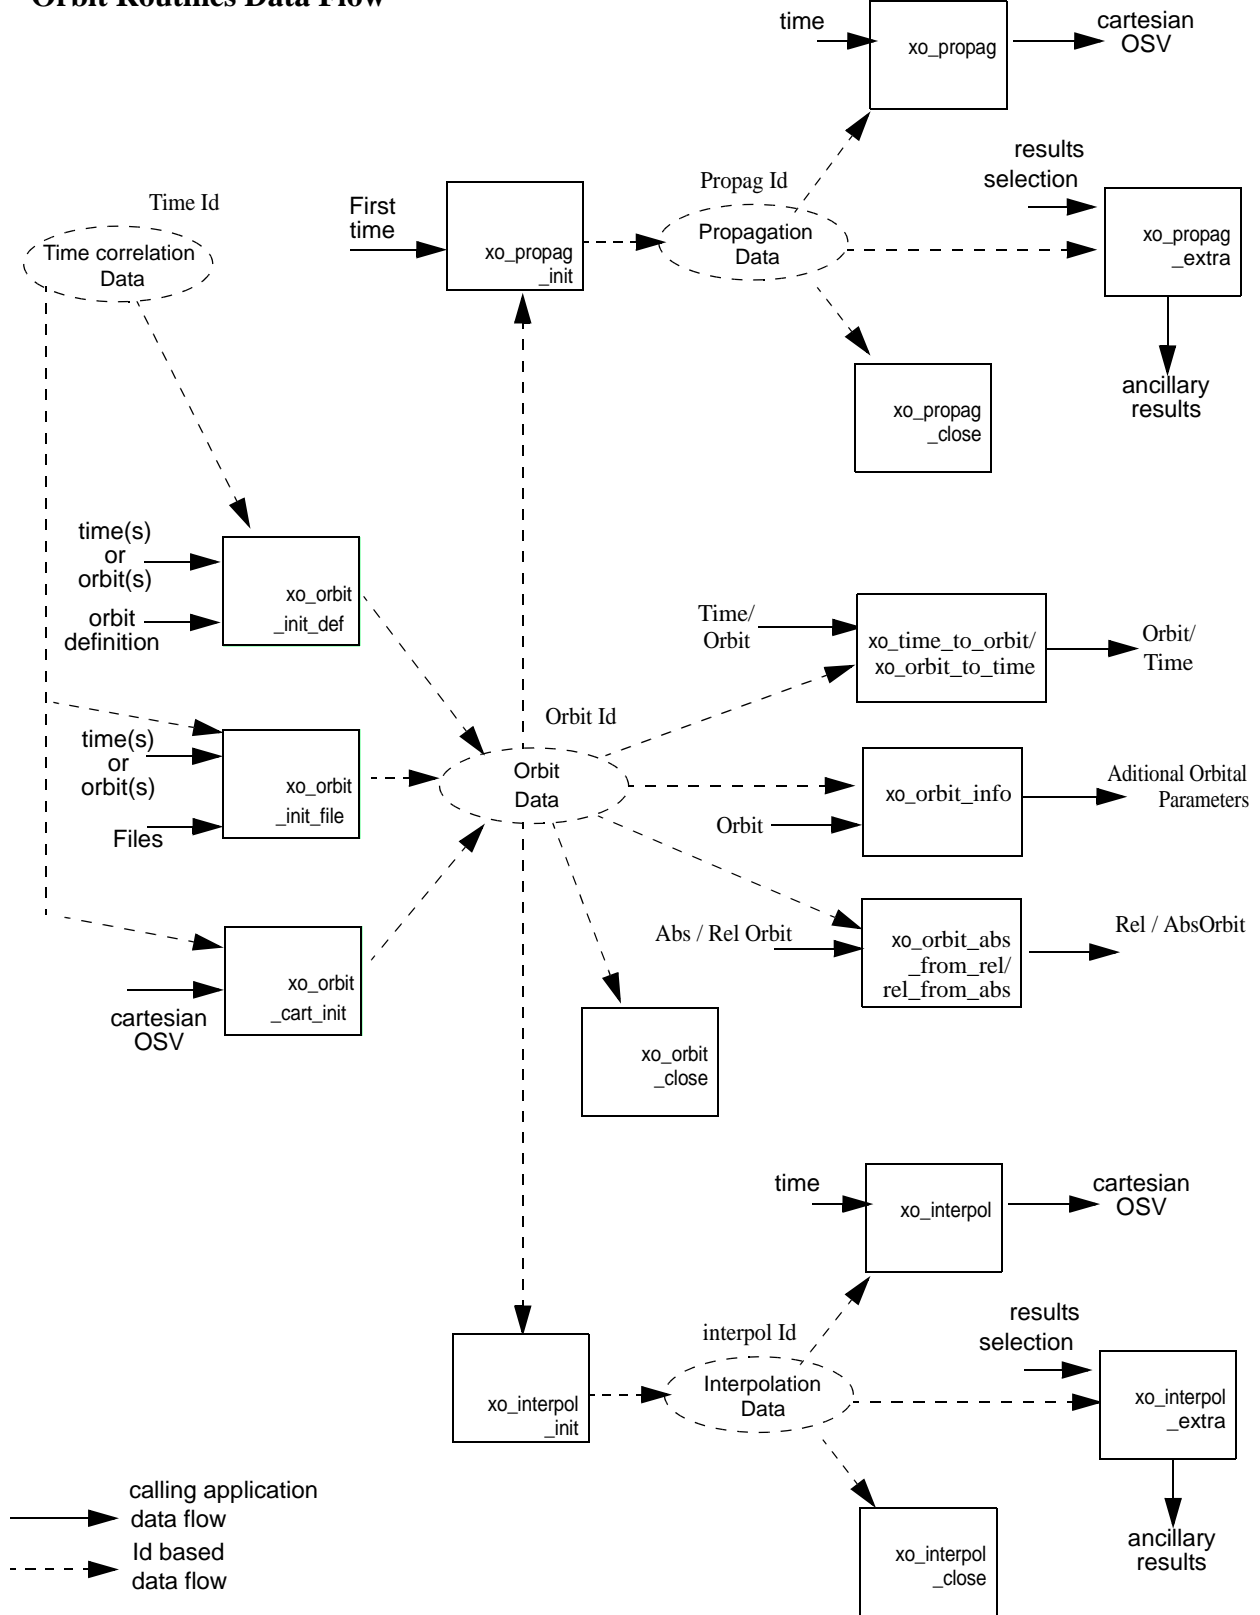 Orbit Routines Data Flow
time
xo_propag
cartesian
OSV
results
selection
Propag Id
Time Id
First
time
xo_propag
_init
Propagation
Data
xo_propag
_extra
Time correlation
Data
ancillary
results
xo_propag
_close
time(s)
or
orbit(s)
orbit
definition
xo_orbit
_init_def
Time/
Orbit
xo_time_to_orbit/
xo_orbit_to_time
Orbit/
Time
Orbit Id
time(s)
or
orbit(s)
Files
xo_orbit
_init_file
Orbit
Data
xo_orbit_info
Orbit
Aditional Orbital
Parameters
Abs / Rel Orbit
xo_orbit_abs
_from_rel/
rel_from_abs
Rel / AbsOrbit
xo_orbit
_cart_init
cartesian
OSV
xo_orbit
_close
time
xo_interpol
cartesian
OSV
results
selection
interpol Id
xo_interpol
_init
Interpolation
Data
xo_interpol
_extra
ancillary
results
xo_interpol
_close
calling application
data flow
Id based
data flow